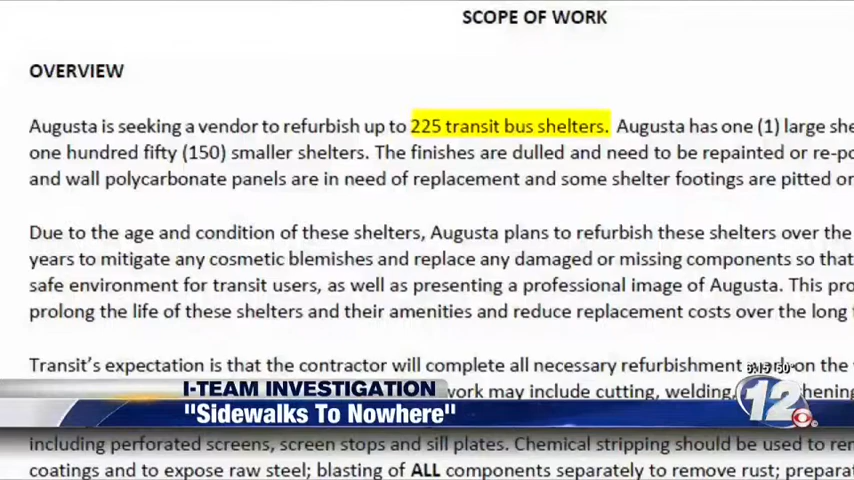 SCOPE OF WORK
OVERVIEW
Augusta is seeking a vendor to refurbish up to 225 transit bus shelters. Augusta has one (1) large she
one hundred fifty (150) smaller shelters. The finishes are dulled and need to be repainted or re-po
and wall polycarbonate panels are in need of replacement and some shelter footings are pitted or
Due to the age and condition of these shelters, Augusta plans to refurbish these shelters over the
years to mitigate any cosmetic blemishes and replace any damaged or missing components so that
safe environment for transit users, as well as presenting a professional image of Augusta. This pro
prolong the life of these shelters and their amenities and reduce replacement costs over the long
Transit's expectation is that the contractor will complete all necessary refurbishment work on the
I-TEAM INVESTIGATION
work may include cutting, welding,
"Sidewalks To Nowhere"
12
including perforated screens, screen stops and sill plates. Chemical stripping should be used to
coatings and to expose raw steel; blasting of ALL components separately to remove rust;